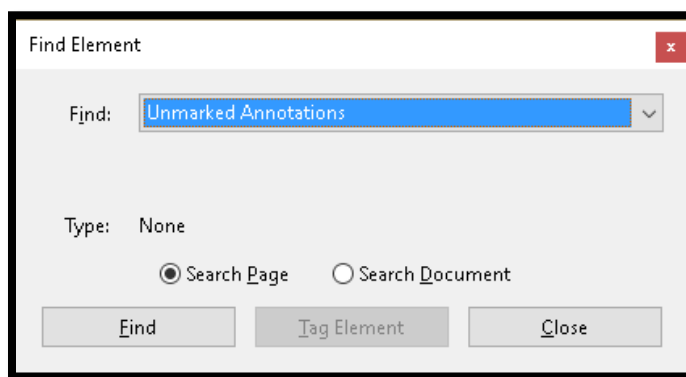 Find Element
x
Find: Unmarked Annotations
Type: None
Search Page Search Document
Find Tag Element Close